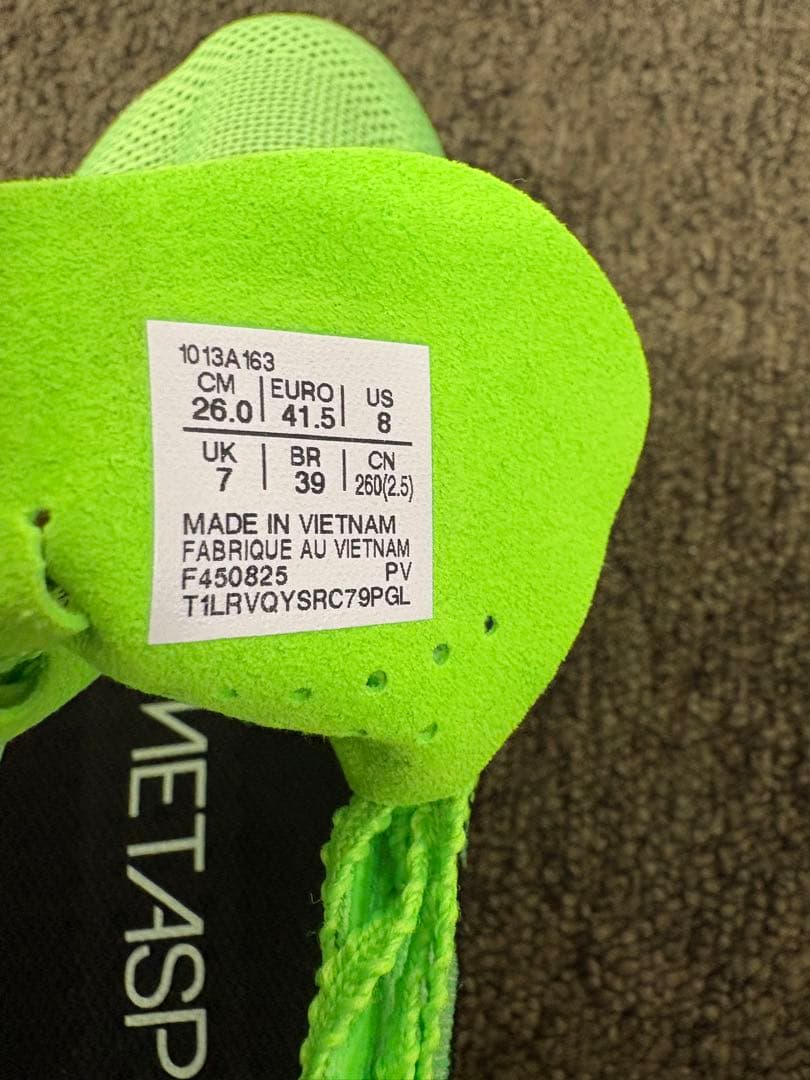 1013A163
CM | EURO | US
26.0 | 41.5 | 8
UK | BR | CN
7 | 39 | 260(2.5)
MADE IN VIETNAM
FABRIQUE AU VIETNAM
F450825 PV
T1LRVQYSRC79PGL
METASP